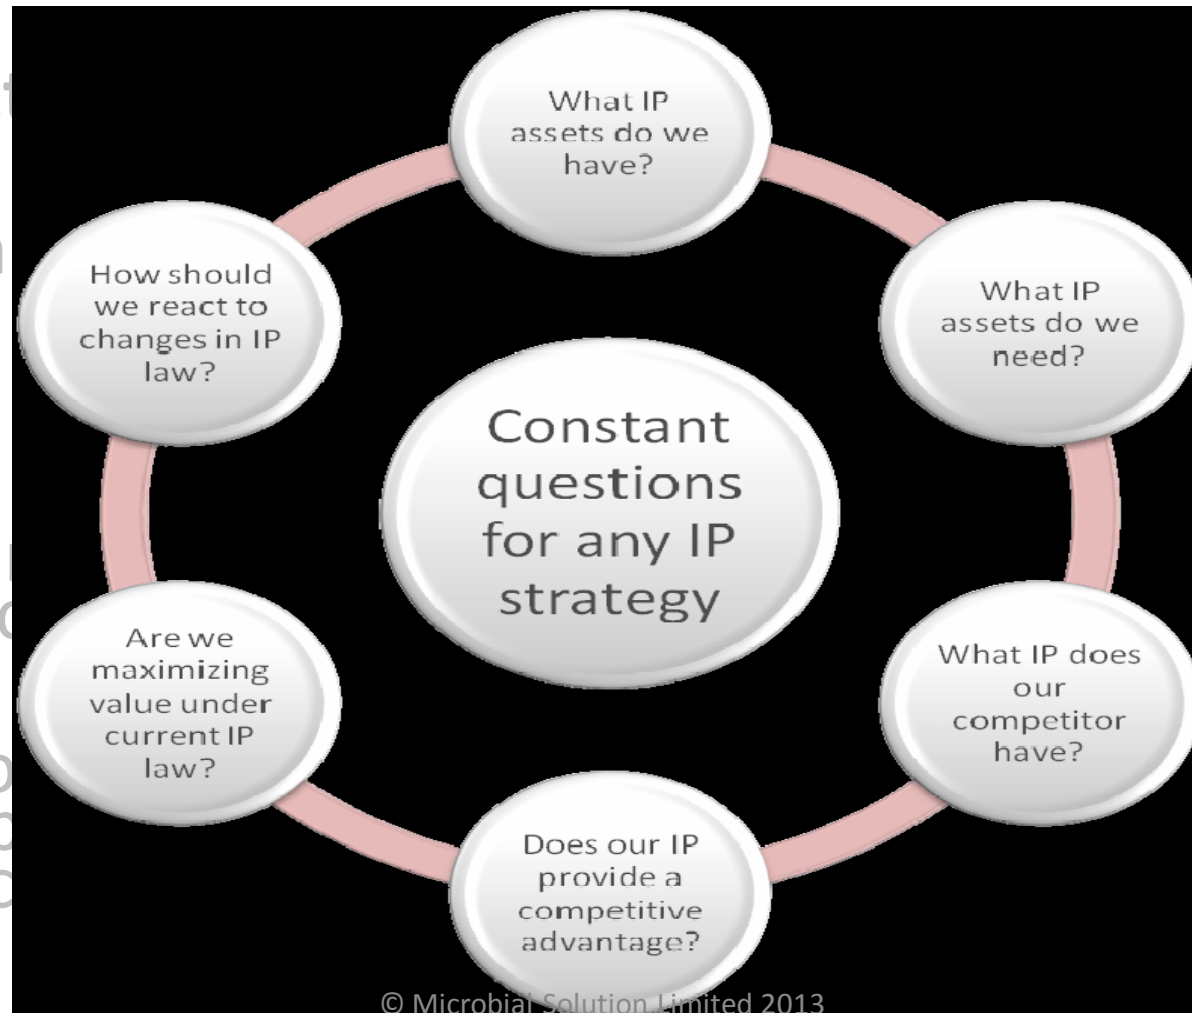 What IP
assets do we
have?
What IP
assets do we
need?
What IP does
our
competitor
have?
Does our IP
provide a
competitive
advantage?
Are we
maximizing
value under
current IP
law?
How should
we react to
changes in IP
law?
Constant
questions
for any IP
strategy
© Microbial Solution Limited 2013